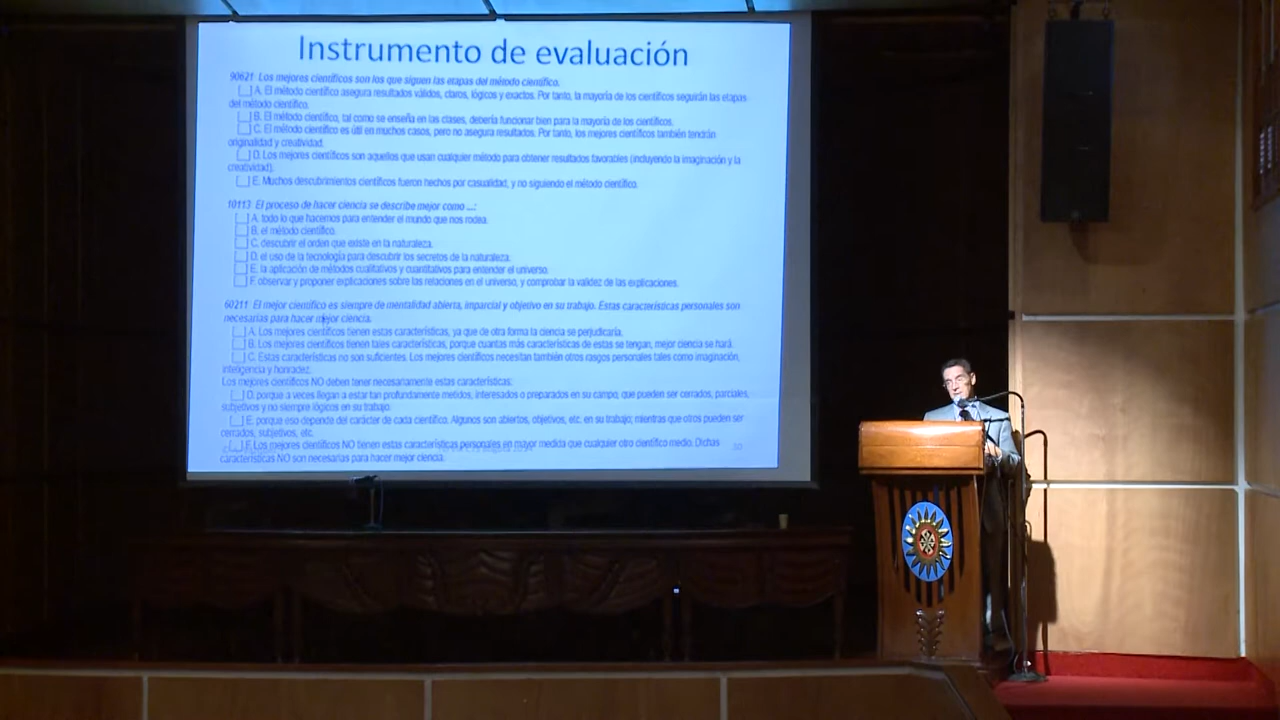 Instrumento de evaluación
90621 Los mejores científicos son los que siguen las etapas del método científico.
[__] A. El método científico asegura resultados válidos, claros, lógicos y exactos. Por tanto, la mayoría de los científicos seguirán las etapas
del método científico.
[__] B. El método científico, tal como se enseña en las clases, debería funcionar bien para la mayoría de los científicos.
[__] C. El método científico es útil en muchos casos, pero no asegura resultados. Por tanto, los mejores científicos también tendrán
originalidad y creatividad.
[__] D. Los mejores científicos son aquellos que usan cualquier método para obtener resultados favorables (incluyendo la imaginación y la
creatividad).
[__] E. Muchos descubrimientos científicos fueron hechos por casualidad, y no siguiendo el método científico.
10113 El proceso de hacer ciencia se describe mejor como ...:
[__] A. todo lo que hacemos para entender el mundo que nos rodea.
[__] B. el método científico.
[__] C. descubrir el orden que existe en la naturaleza.
[__] D. el uso de la tecnología para descubrir los secretos de la naturaleza.
[__] E. la aplicación de métodos cualitativos y cuantitativos para entender el universo.
[__] F. observar y proponer explicaciones sobre las relaciones en el universo, y comprobar la validez de las explicaciones.
60211 El mejor científico es siempre de mentalidad abierta, imparcial y objetivo en su trabajo. Estas características personales son
necesarias para hacer mejor ciencia.
[__] A. Los mejores científicos tienen estas características, ya que de otra forma la ciencia se perjudicaría.
[__] B. Los mejores científicos tienen tales características, porque cuantas más características de estas se tengan, mejor ciencia se hará.
[__] C. Estas características no son suficientes. Los mejores científicos necesitan también otros rasgos personales tales como imaginación,
inteligencia y honradez.
Los mejores científicos NO deben tener necesariamente estas características:
[__] D. porque a veces llegan a estar tan profundamente metidos, interesados o preparados en su campo, que pueden ser cerrados, parciales,
subjetivos y no siempre lógicos en su trabajo.
[__] E. porque eso depende del carácter de cada científico. Algunos son abiertos, objetivos, etc. en su trabajo; mientras que otros pueden ser
cerrados, subjetivos, etc.
[__] F. Los mejores científicos NO tienen estas características personales en mayor medida que cualquier otro científico medio. Dichas
características NO son necesarias para hacer mejor ciencia.